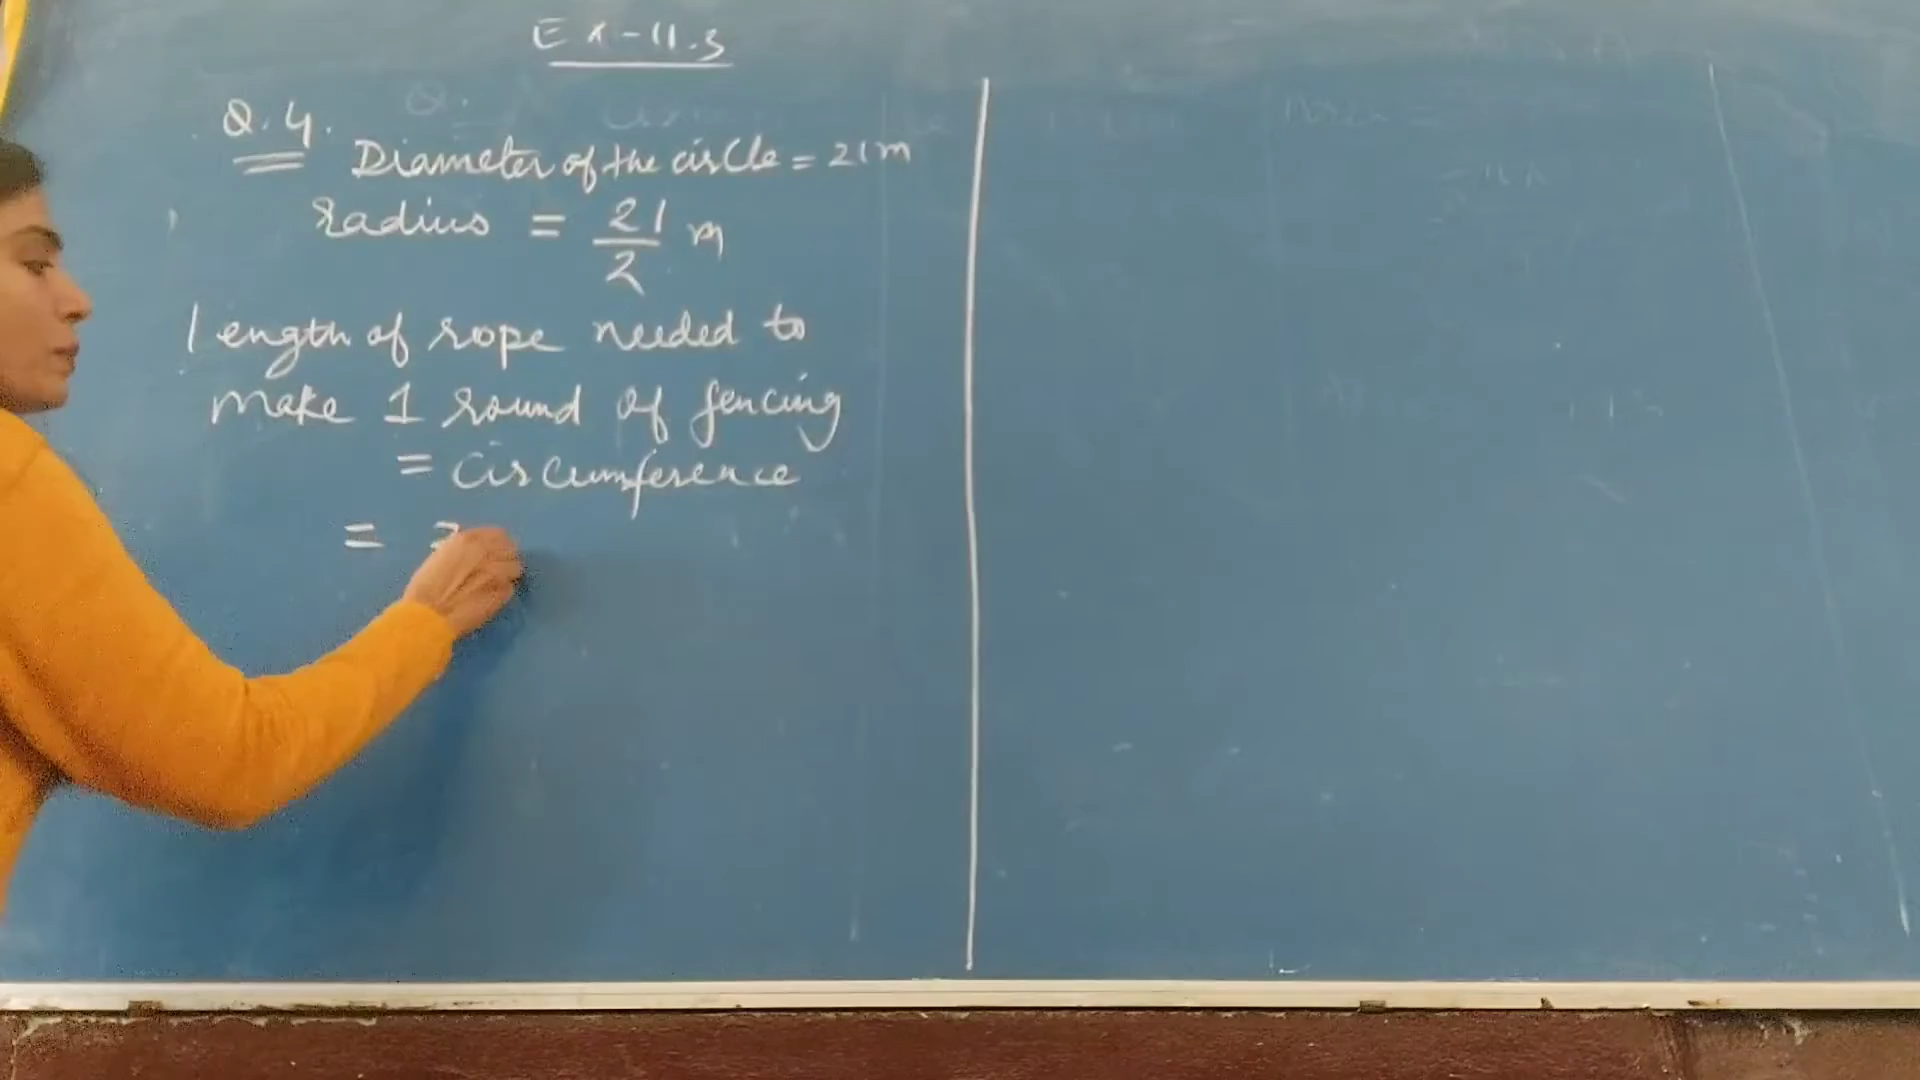 Ex-11.3
Q.4.
Diameter of the circle = 21m
radius = 21/2 m
length of rope needed to
make 1 round of fencing
= circumference
= 2